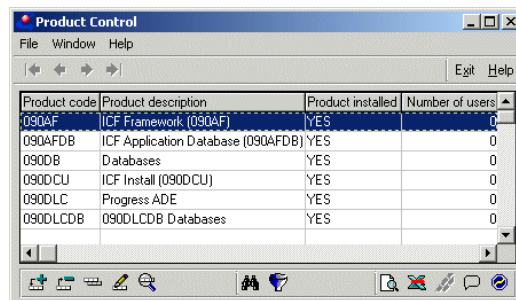 Product Control
File Window Help
Exit Help
Product code Product description Product installed Number of users
090AF ICF Framework (090AF) YES 0
090AFDB ICF Application Database (090AFDB) YES 0
090DB Databases YES 0
090DCU ICF Install (090DCU) YES 0
090DLC Progress ADE YES 0
090DLCDB 090DLCDB Databases YES 0